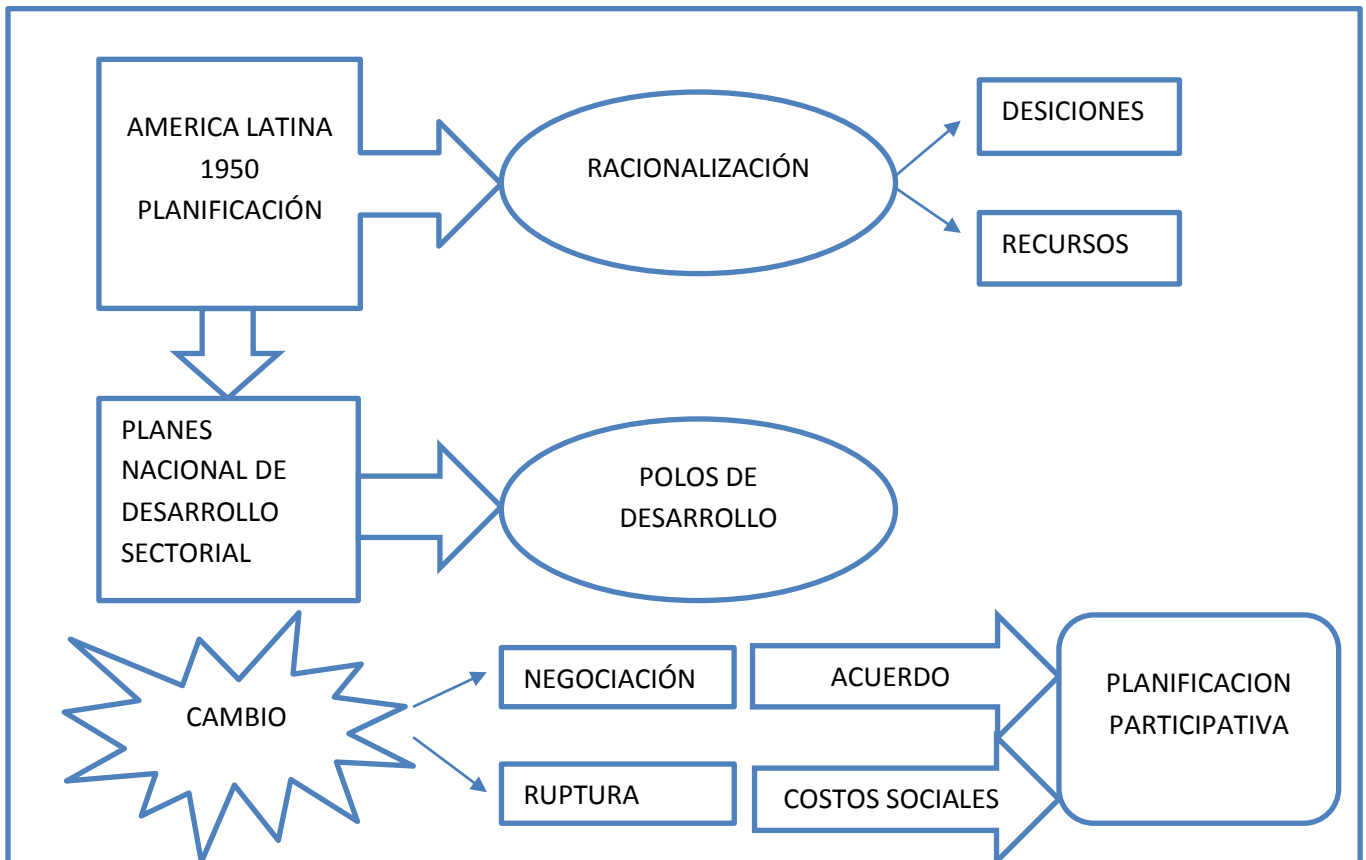 AMERICA LATINA
1950
PLANIFICACIÓN
RACIONALIZACIÓN
DESICIONES
RECURSOS
PLANES
NACIONAL DE
DESARROLLO
SECTORIAL
POLOS DE
DESARROLLO
CAMBIO
NEGOCIACIÓN
ACUERDO
RUPTURA
COSTOS SOCIALES
PLANIFICACION
PARTICIPATIVA